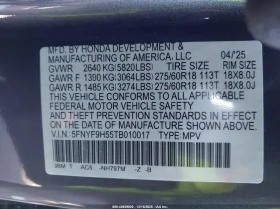 MFD. BY HONDA DEVELOPMENT & 04/'25
MANUFACTURING OF AMERICA, LLC.
GVWR 2640 KG(5820LBS)
GAWR F 1390 KG(3064LBS) 275/60R18 113T 18X8.0J
GAWR R 1485 KG(3274LBS) 275/60R18 113T 18X8.0J
THIS VEHICLE CONFORMS TO ALL APPLICABLE
FEDERAL MOTOR VEHICLE SAFETY AND
THEFT PREVENTION STANDARDS IN EFFECT ON
THE DATE OF MANUFACTURE SHOWN ABOVE.
V.I.N.: 5FNYF9H55TB010017 TYPE MPV
NH797M -Z -B